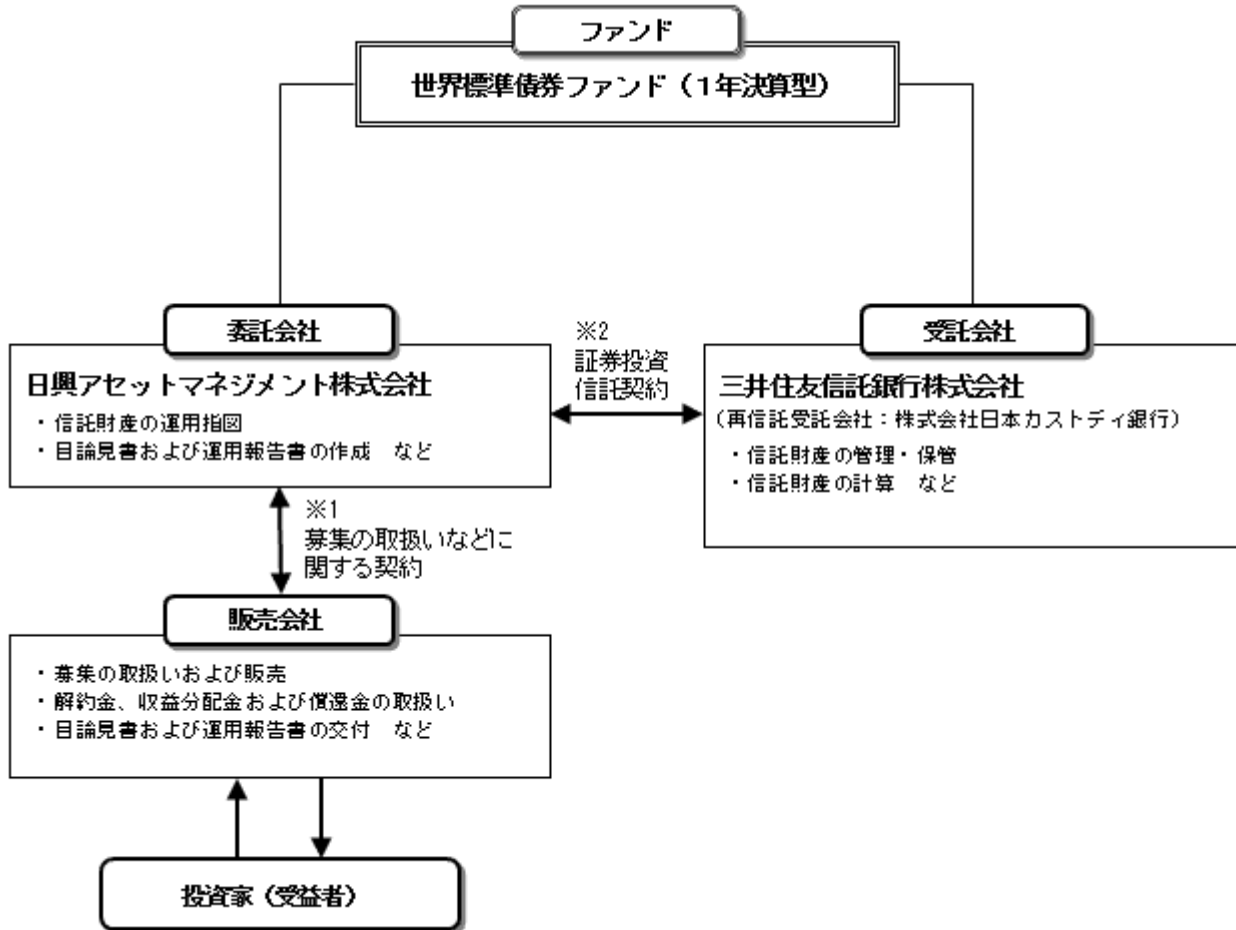 ファンド
世界標準債券ファンド（１年決算型）
委託会社
日興アセットマネジメント株式会社
・信託財産の運用指図
・目論見書および運用報告書の作成　など
※2
証券投資
信託契約
受託会社
三井住友信託銀行株式会社
（再信託受託会社：株式会社日本カストディ銀行）
・信託財産の管理・保管
・信託財産の計算　など
※1
募集の取扱いなどに
関する契約
販売会社
・募集の取扱いおよび販売
・解約金、収益分配金および償還金の取扱い
・目論見書および運用報告書の交付　など
投資家（受益者）